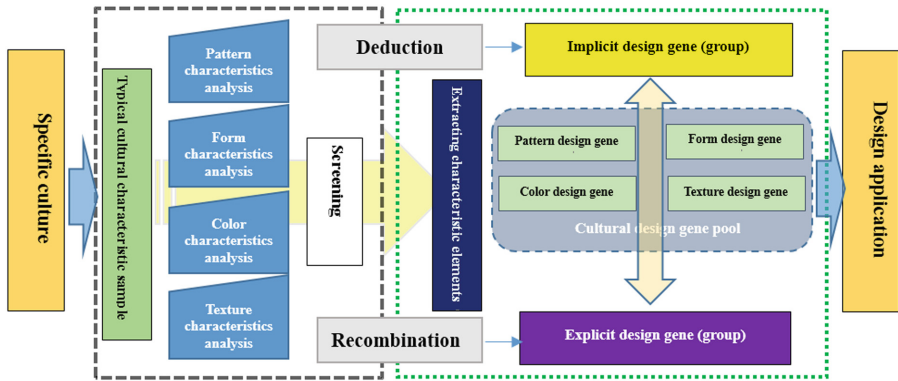 Specific culture
Typical cultural characteristic sample
Pattern
characteristics
analysis
Form
characteristics
analysis
Color
characteristics
analysis
Texture
characteristics
analysis
Screening
Deduction
Recombination
Extracting characteristic elements
Implicit design gene (group)
Pattern design gene
Form design gene
Color design gene
Texture design gene
Cultural design gene pool
Explicit design gene (group)
Design application